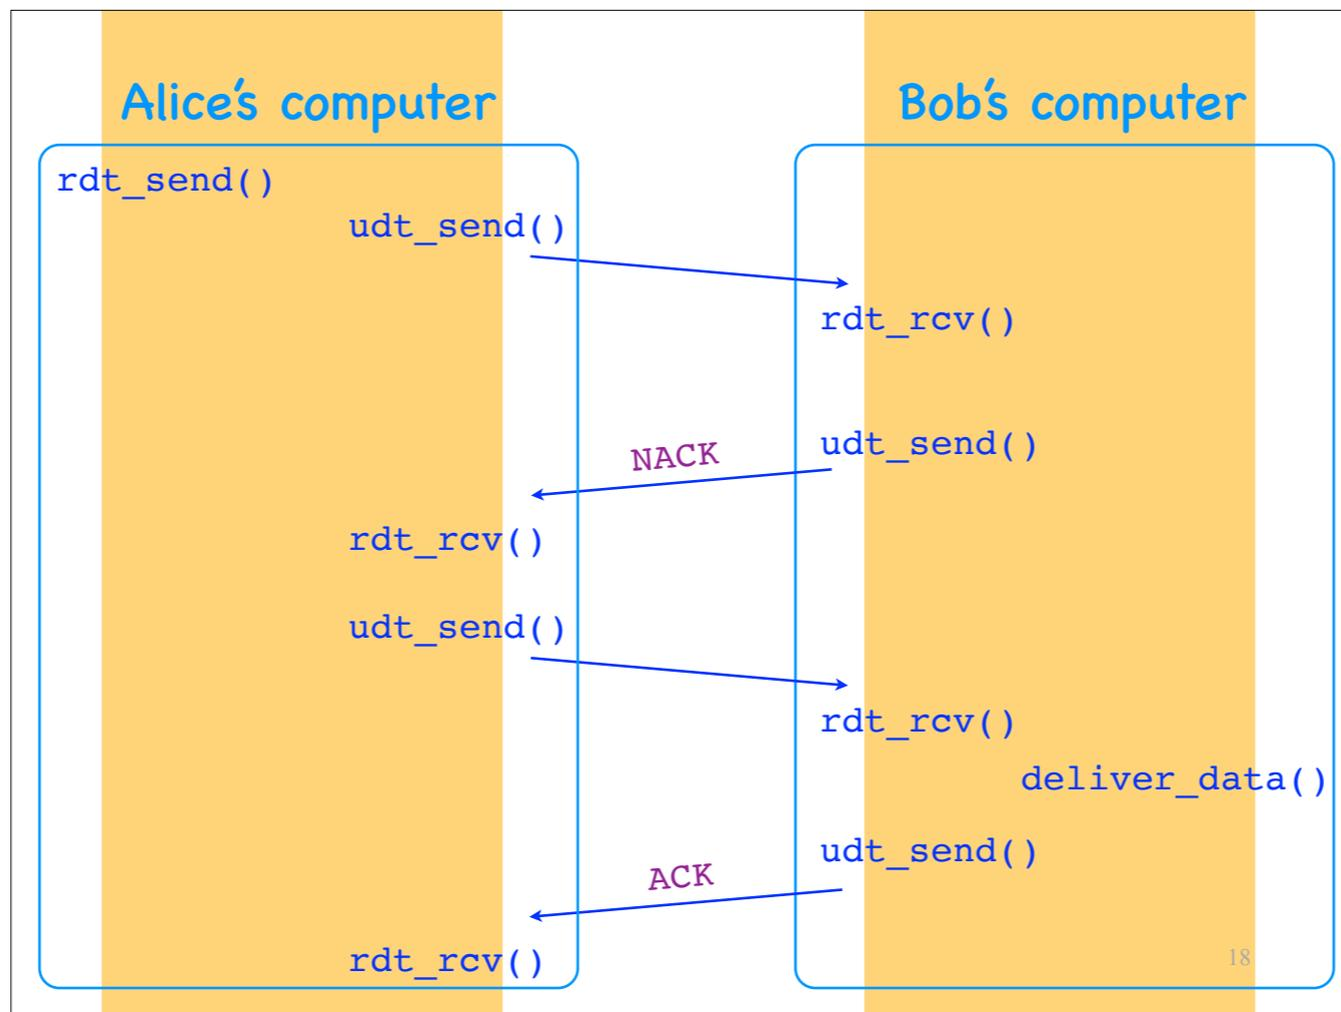 Alice's computer
Bob's computer
rdt_send()
udt_send()
rdt_rcv()
udt_send()
NACK
rdt_rcv()
udt_send()
rdt_rcv()
deliver_data()
udt_send()
ACK
rdt_rcv()
18